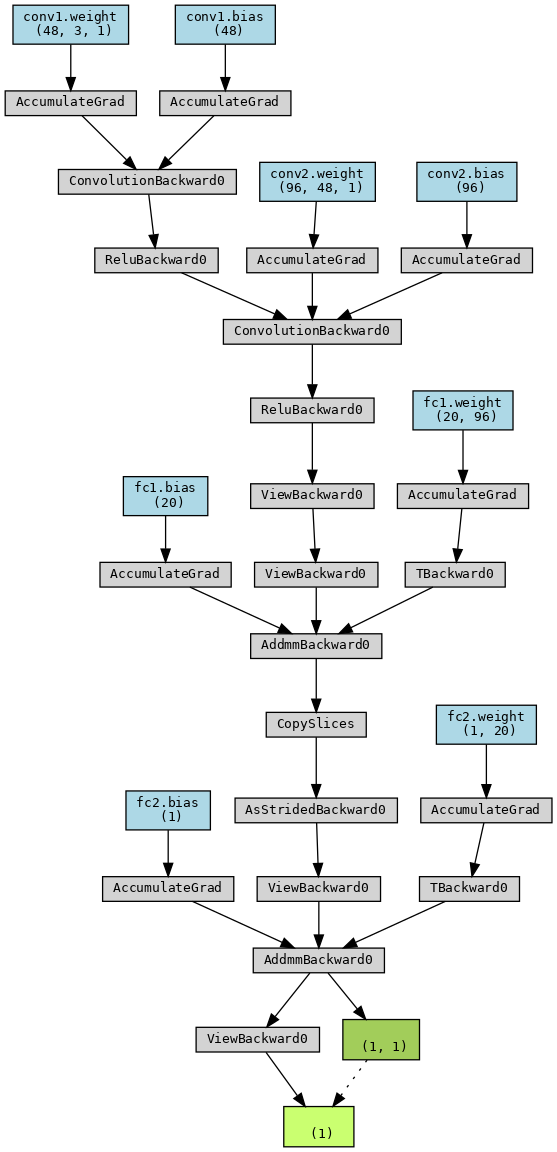 conv1.weight
(48, 3, 1)
conv1.bias
(48)
AccumulateGrad
AccumulateGrad
ConvolutionBackward0
conv2.weight
(96, 48, 1)
conv2.bias
(96)
ReluBackward0
AccumulateGrad
AccumulateGrad
ConvolutionBackward0
ReluBackward0
fc1.weight
(20, 96)
fc1.bias
(20)
ViewBackward0
AccumulateGrad
AccumulateGrad
ViewBackward0
TBackward0
AddmmBackward0
CopySlices
fc2.weight
(1, 20)
fc2.bias
(1)
AsStridedBackward0
AccumulateGrad
AccumulateGrad
ViewBackward0
TBackward0
AddmmBackward0
ViewBackward0
(1, 1)
(1)